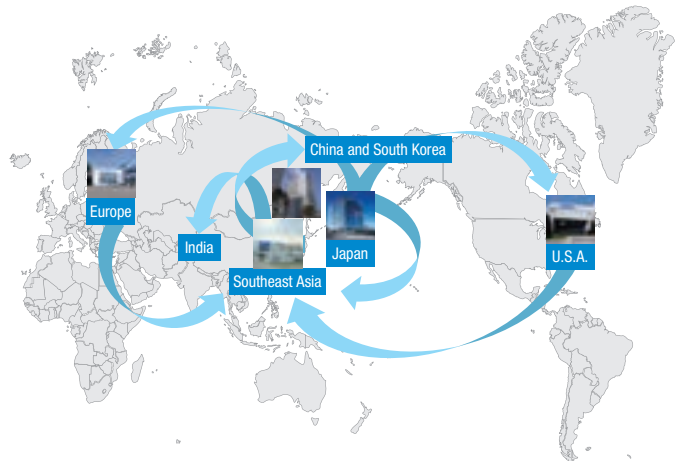 China and South Korea
Europe
India
Japan
U.S.A.
Southeast Asia